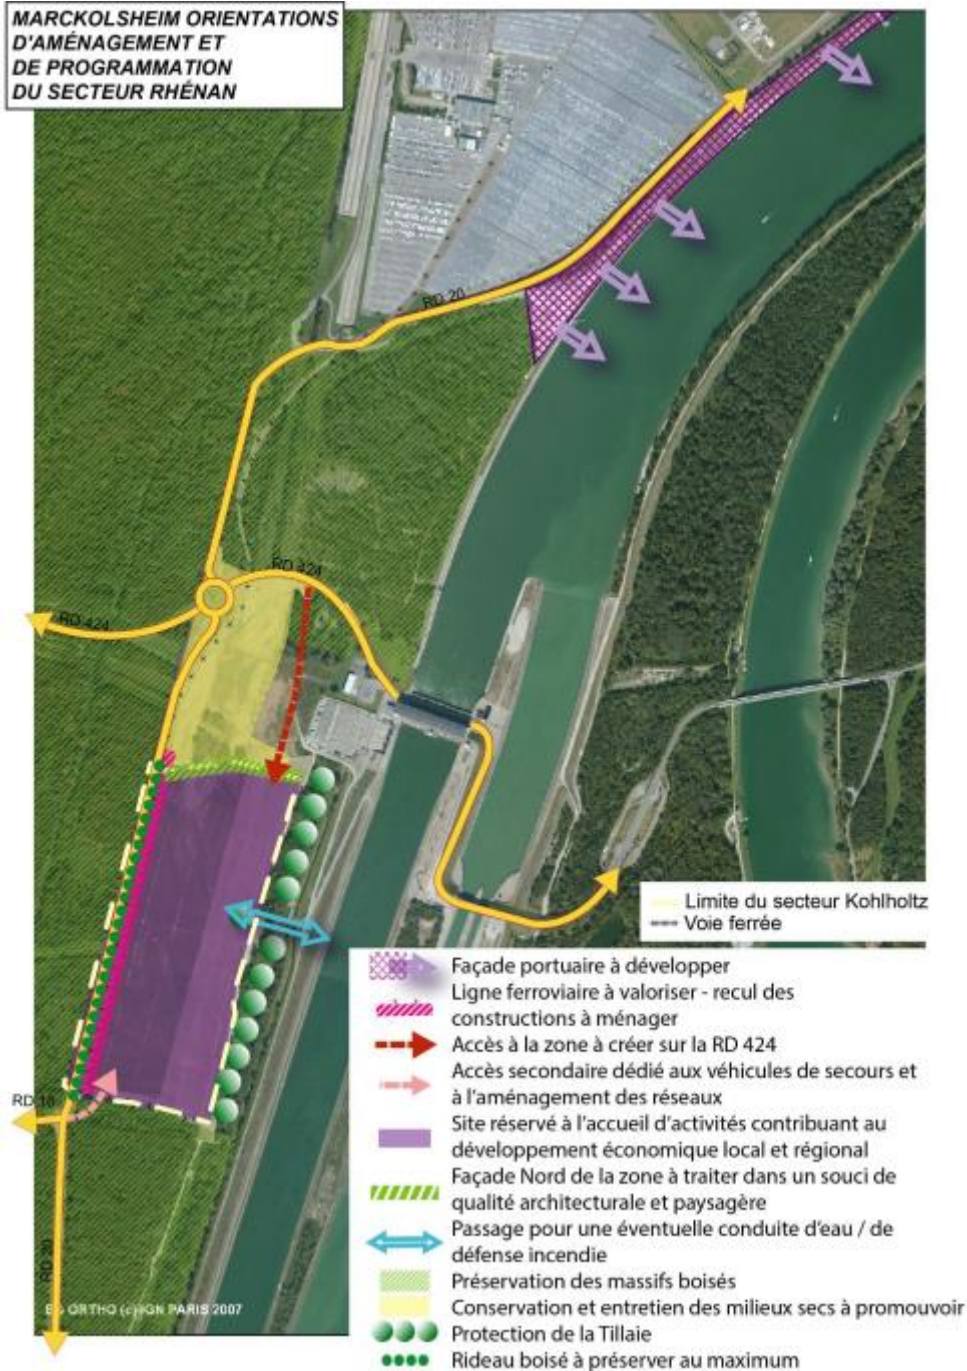 MARCKOLSHEIM ORIENTATIONS
D'AMÉNAGEMENT ET
DE PROGRAMMATION
DU SECTEUR RHÉNAN
RD 20
RD 424
RD 424
Limite du secteur Kohlholtz
Voie ferrée
Façade portuaire à développer
Ligne ferroviaire à valoriser - recul des
constructions à ménager
Accès à la zone à créer sur la RD 424
Accès secondaire dédié aux véhicules de secours et
à l'aménagement des réseaux
RD 10
Site réservé à l'accueil d'activités contribuant au
développement économique local et régional
Façade Nord de la zone à traiter dans un souci de
qualité architecturale et paysagère
Passage pour une éventuelle conduite d'eau / de
défense incendie
RD 20
Préservation des massifs boisés
BD ORTHO (c) IGN PARIS 2007
Conservation et entretien des milieux secs à promouvoir
Protection de la Tillaie
Rideau boisé à préserver au maximum